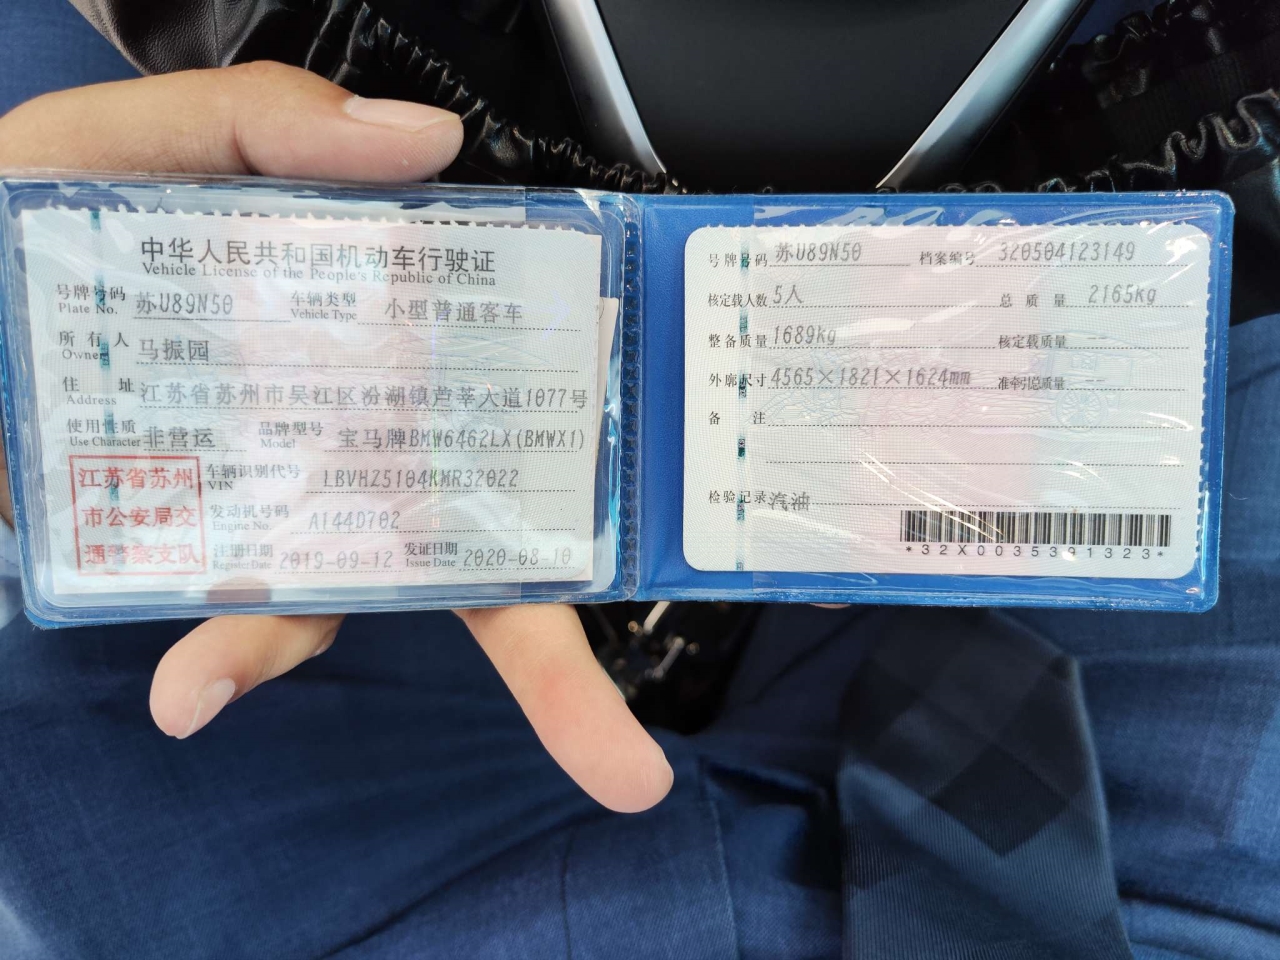 中华人民共和国机动车行驶证
Vehicle License of the People's Republic of China
号牌号码 Plate No. 苏U89N50 车辆类型 Vehicle Type 小型普通客车
所有人 Owner 马振园
住址 Address 江苏省苏州市吴江区汾湖镇芦莘大道1077号
使用性质 Use Character 非营运 品牌型号 Model 宝马牌BMW6462LX(BMWX1)
江苏省苏州
市公安局交
通警察支队
车辆识别代号 VIN LBVHZ5104KMR32022
发动机号码 Engine No. A144D702
注册日期 Register Date 2019-09-12 发证日期 Issue Date 2020-08-10
号牌号码 苏U89N50 档案编号 320504123149
核定载人数 5人 总质量 2165kg
整备质量 1689kg 核定载质量 --
外廓尺寸 4565×1821×1624mm 准牵引总质量 --
备注
检验记录 汽油
*32X0035391323*